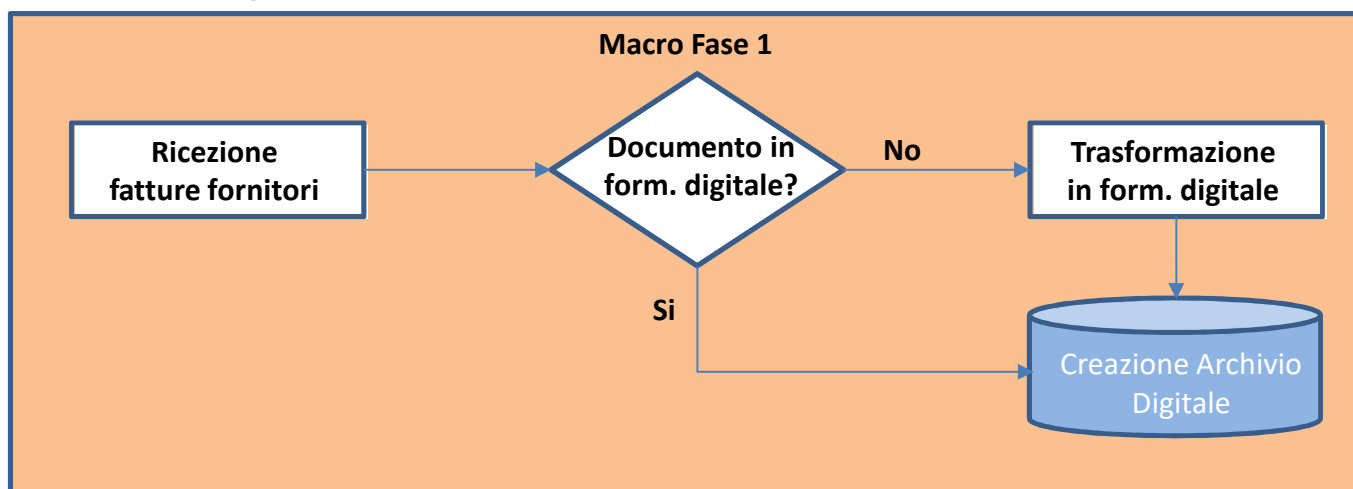 Macro Fase 1
Ricezione
fatture fornitori
Documento in
form. digitale?
No
Trasformazione
in form. digitale
Si
Creazione Archivio
Digitale